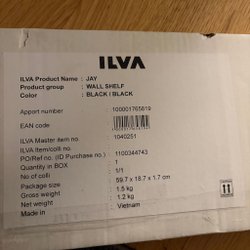 ILVA
ILVA Product Name : JAY
Product group : WALL SHELF
Color : BLACK / BLACK
Apport number 100001765819
EAN code
ILVA Master item no 1040251
ILVA Item/colli no.
PO/Ref no. (ID Purchase no.) 1100344743
Quantity in BOX 1
No of colli 1/1
Package size 59.7 x 18.7 x 1.7 cm
Gross weight 1.5 kg
Net weight 1.2 kg
Made in Vietnam